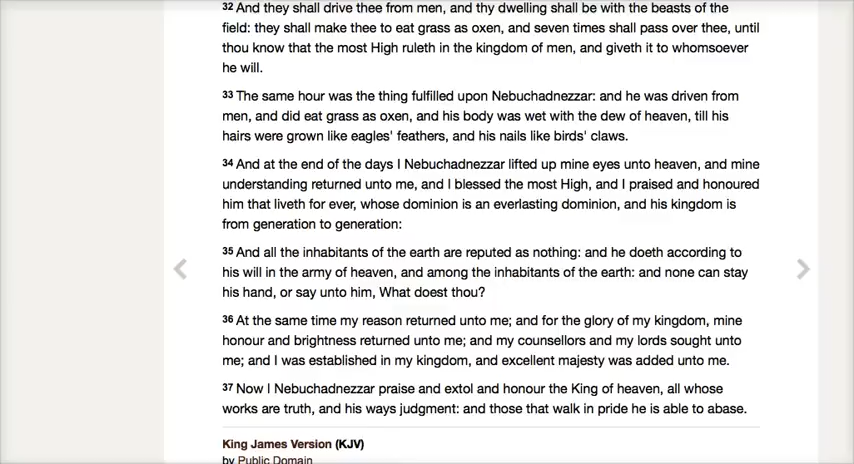 32 And they shall drive thee from men, and thy dwelling shall be with the beasts of the
field: they shall make thee to eat grass as oxen, and seven times shall pass over thee, until
thou know that the most High ruleth in the kingdom of men, and giveth it to whomsoever
he will.
33 The same hour was the thing fulfilled upon Nebuchadnezzar: and he was driven from
men, and did eat grass as oxen, and his body was wet with the dew of heaven, till his
hairs were grown like eagles' feathers, and his nails like birds' claws.
34 And at the end of the days I Nebuchadnezzar lifted up mine eyes unto heaven, and mine
understanding returned unto me, and I blessed the most High, and I praised and honoured
him that liveth for ever, whose dominion is an everlasting dominion, and his kingdom is
from generation to generation:
35 And all the inhabitants of the earth are reputed as nothing: and he doeth according to
his will in the army of heaven, and among the inhabitants of the earth: and none can stay
his hand, or say unto him, What doest thou?
36 At the same time my reason returned unto me; and for the glory of my kingdom, mine
honour and brightness returned unto me; and my counsellors and my lords sought unto
me; and I was established in my kingdom, and excellent majesty was added unto me.
37 Now I Nebuchadnezzar praise and extol and honour the King of heaven, all whose
works are truth, and his ways judgment: and those that walk in pride he is able to abase.
King James Version (KJV)
by Public Domain